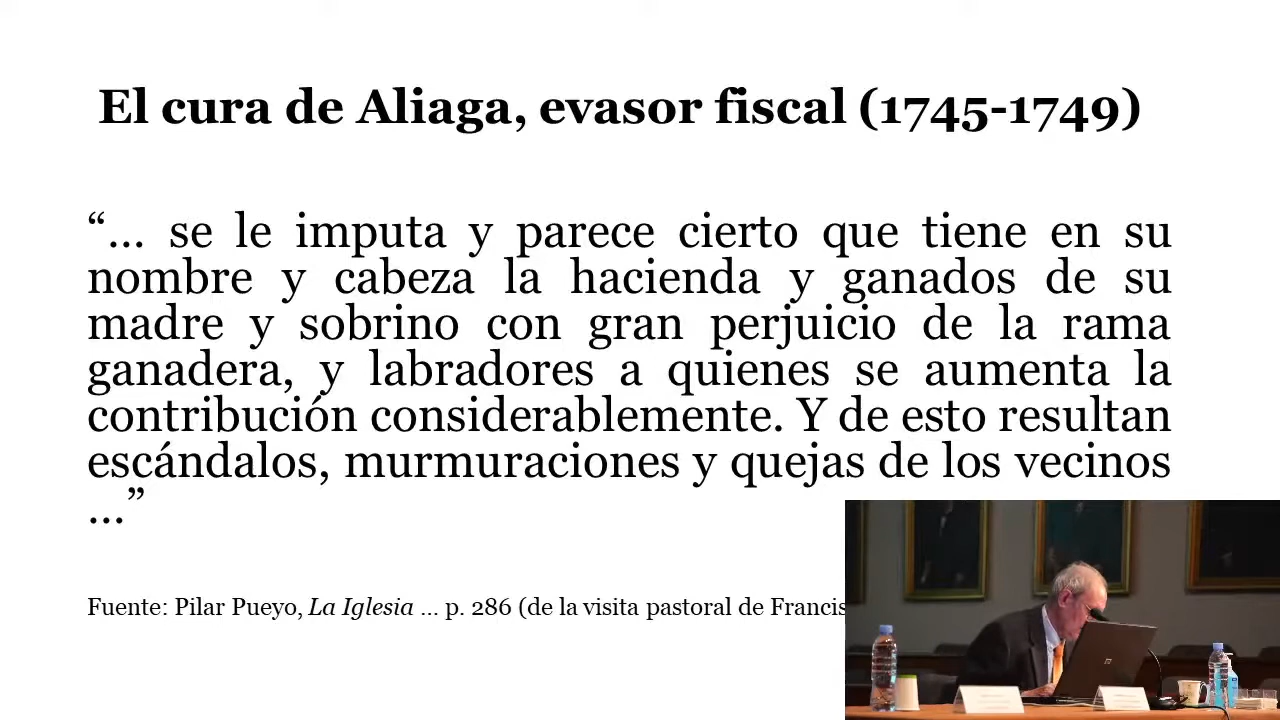 El cura de Aliaga, evasor fiscal (1745-1749)
“… se le imputa y parece cierto que tiene en su
nombre y cabeza la hacienda y ganados de su
madre y sobrino con gran perjuicio de la rama
ganadera, y labradores a quienes se aumenta la
contribución considerablemente. Y de esto resultan
escándalos, murmuraciones y quejas de los vecinos
…”
Fuente: Pilar Pueyo, La Iglesia … p. 286 (de la visita pastoral de